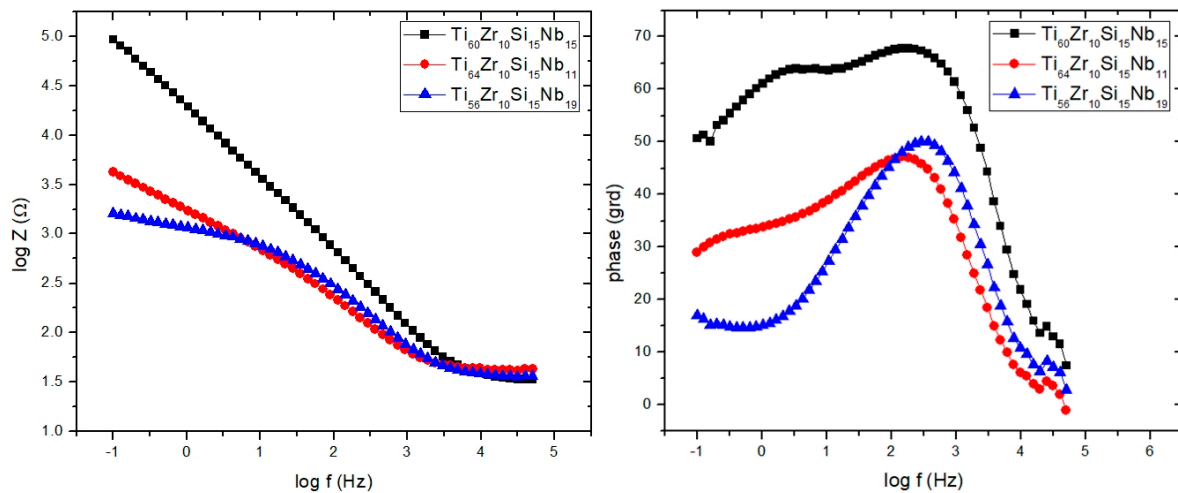 Ti60Zr10Si15Nb15
Ti64Zr10Si15Nb11
Ti56Zr10Si15Nb19
5.0
4.5
4.0
3.5
3.0
2.5
2.0
1.5
1.0
log Z (Ω)
-1 0 1 2 3 4 5
log f (Hz)
Ti60Zr10Si15Nb15
Ti64Zr10Si15Nb11
Ti56Zr10Si15Nb19
70
60
50
40
30
20
10
0
phase (grd)
-1 0 1 2 3 4 5 6
log f (Hz)